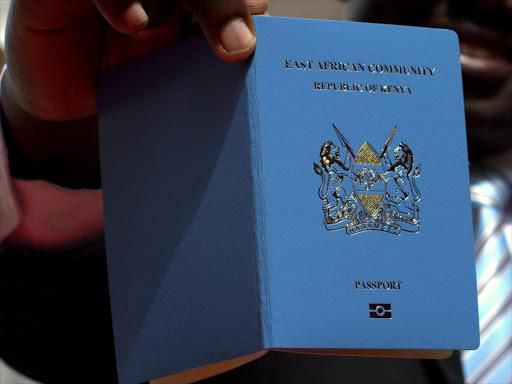 EAST AFRICAN COMMUNITY
REPUBLIC OF KENYA
HARAMBEE
PASSPORT